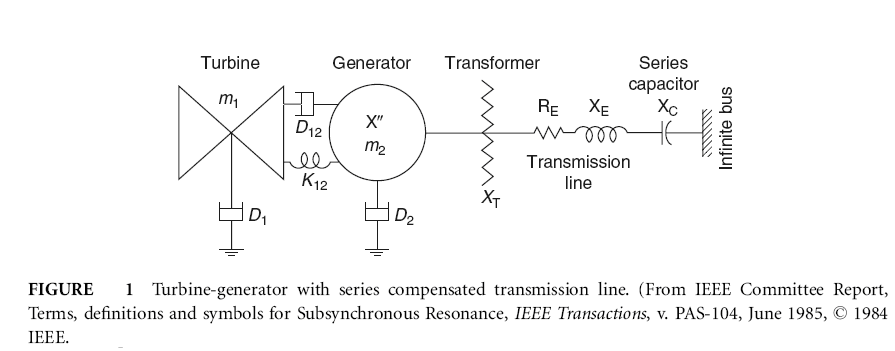 Turbine
Generator
Transformer
Series
capacitor
m1
D12
X″
m2
RE
XE
XC
Infinite bus
K12
Transmission
line
XT
D1
D2
FIGURE 1 Turbine-generator with series compensated transmission line. (From IEEE Committee Report,
Terms, definitions and symbols for Subsynchronous Resonance, IEEE Transactions, v. PAS-104, June 1985, © 1984
IEEE.